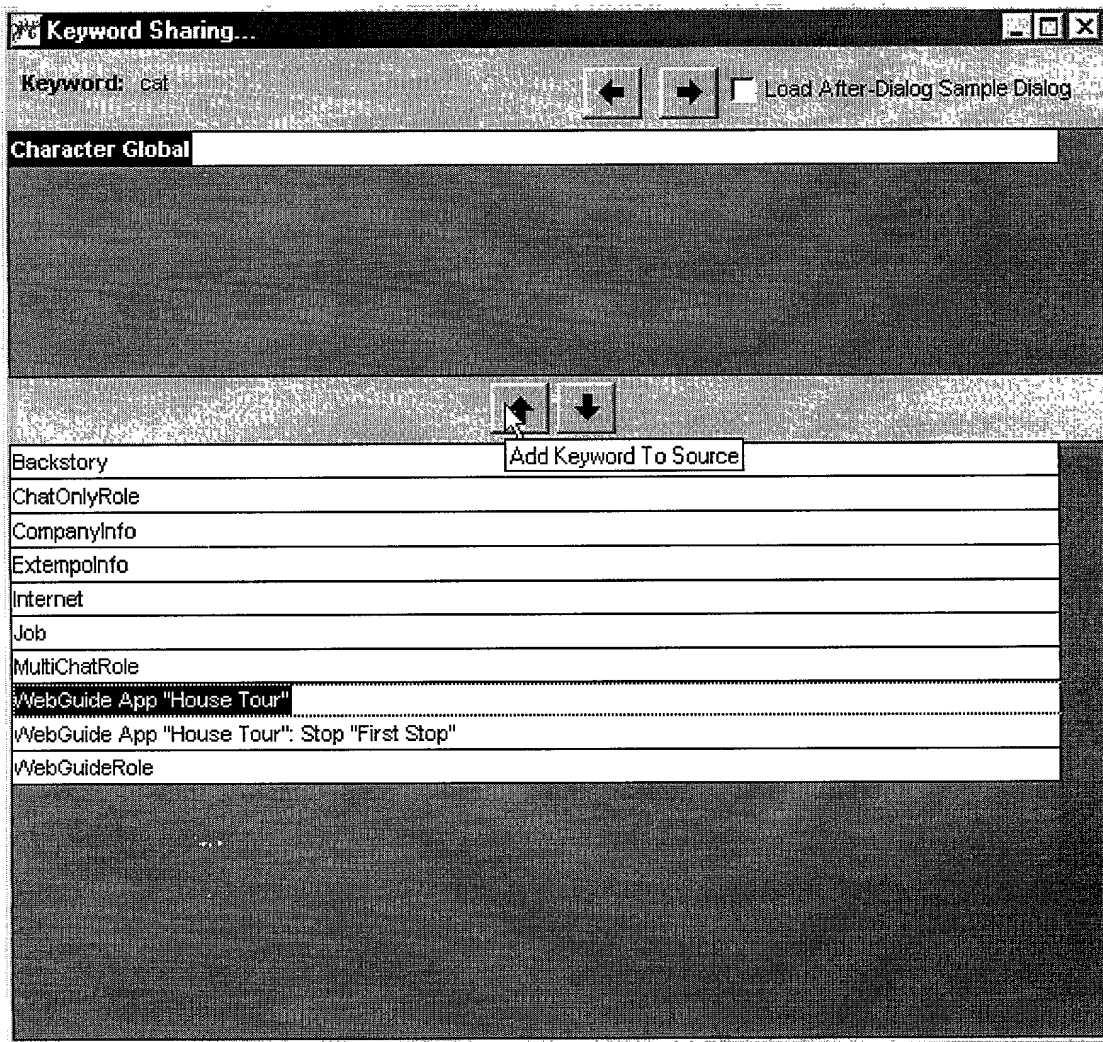 Keyword Sharing...
Keyword: cat
Load After-Dialog Sample Dialog
Character Global
Add Keyword To Source
Backstory
ChatOnlyRole
CompanyInfo
ExtempoInfo
Internet
Job
MultiChatRole
WebGuide App "House Tour"
WebGuide App "House Tour": Stop "First Stop"
WebGuideRole